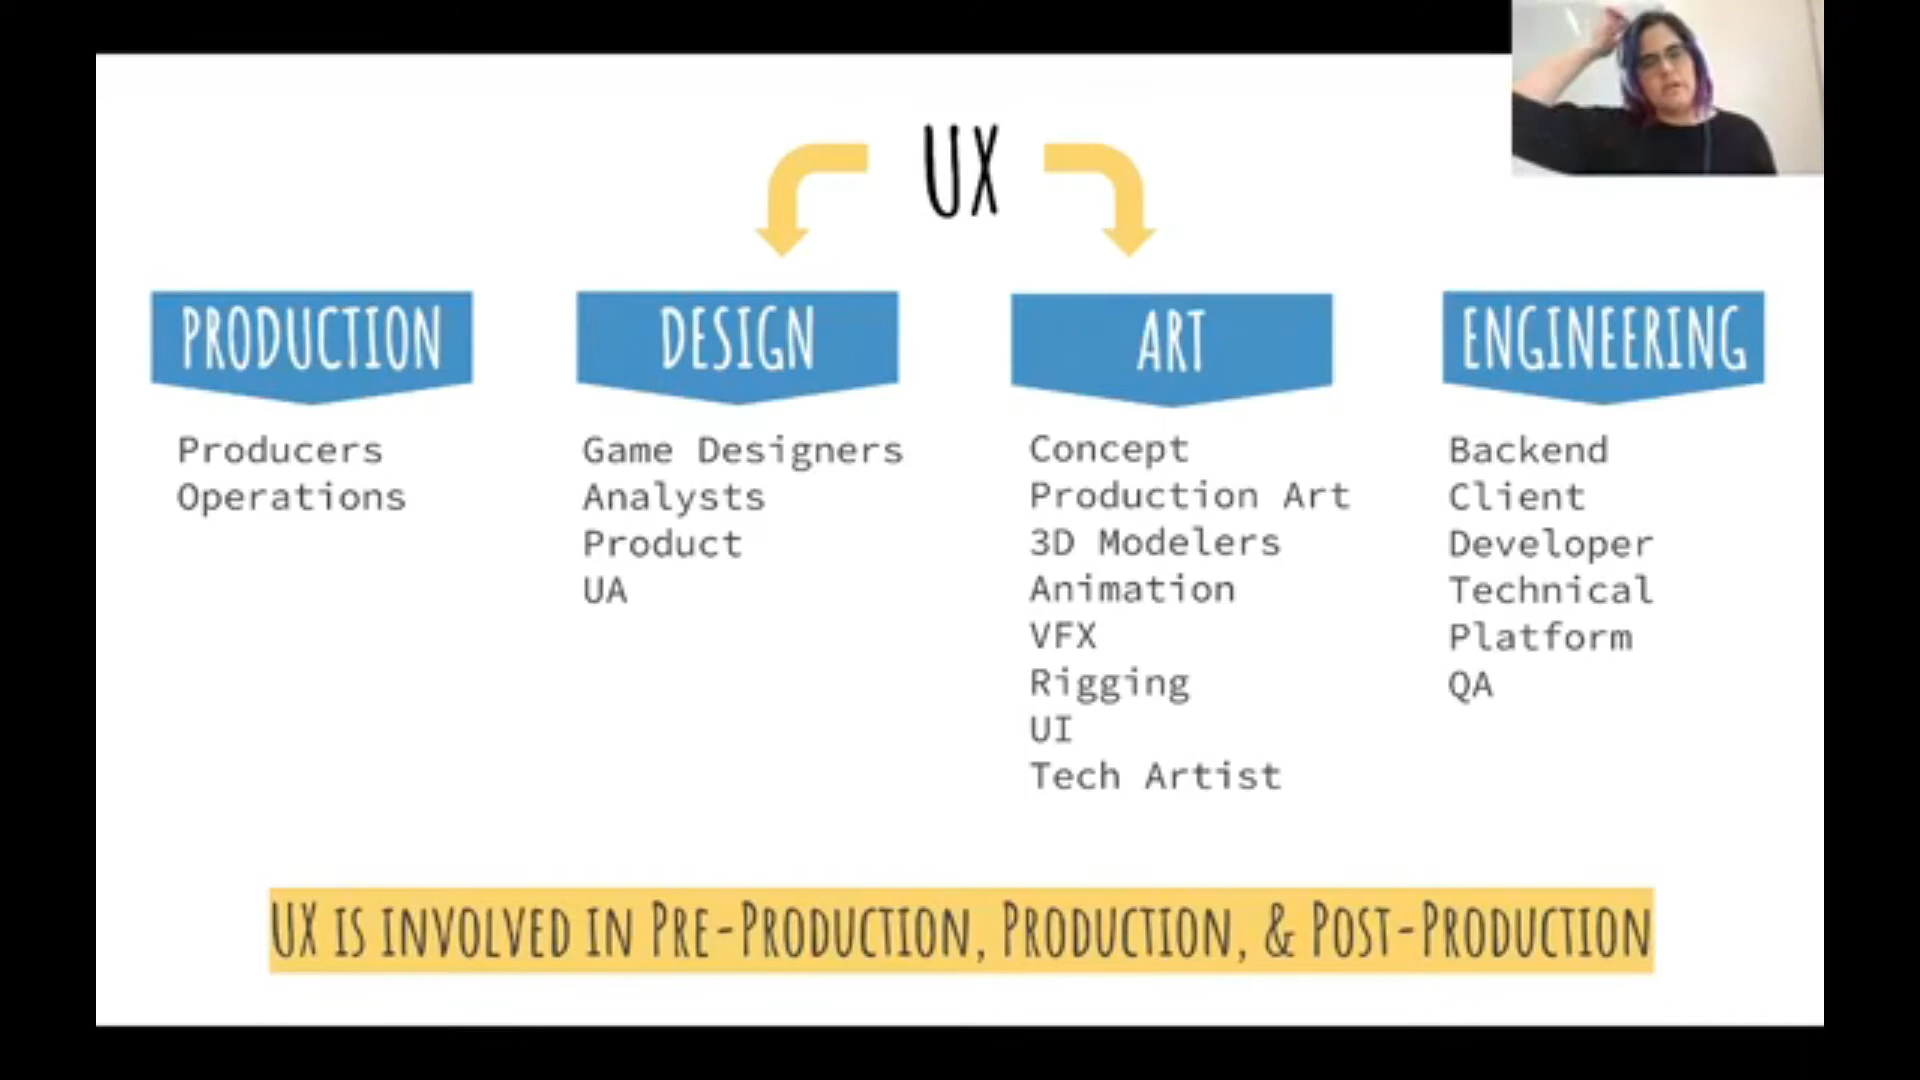 UX
PRODUCTION
Producers
Operations
DESIGN
Game Designers
Analysts
Product
UA
ART
Concept
Production Art
3D Modelers
Animation
VFX
Rigging
UI
Tech Artist
ENGINEERING
Backend
Client
Developer
Technical
Platform
QA
UX IS INVOLVED IN PRE-PRODUCTION, PRODUCTION, & POST-PRODUCTION